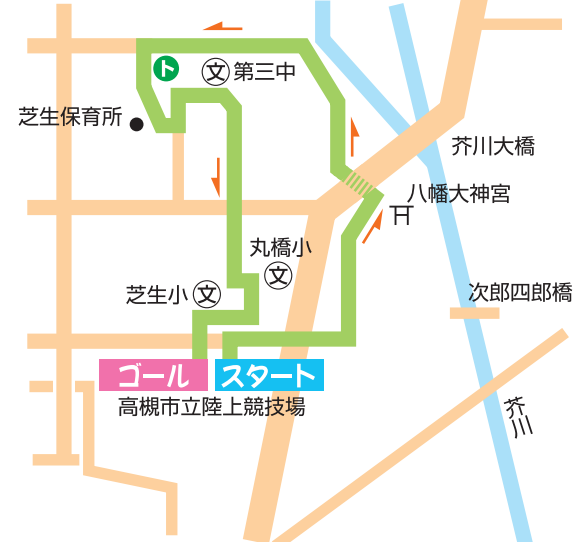 ト
文 第三中
芝生保育所
芥川大橋
八幡大神宮
丸橋小
文
芝生小 文
次郎四郎橋
ゴール スタート
高槻市立陸上競技場
芥川